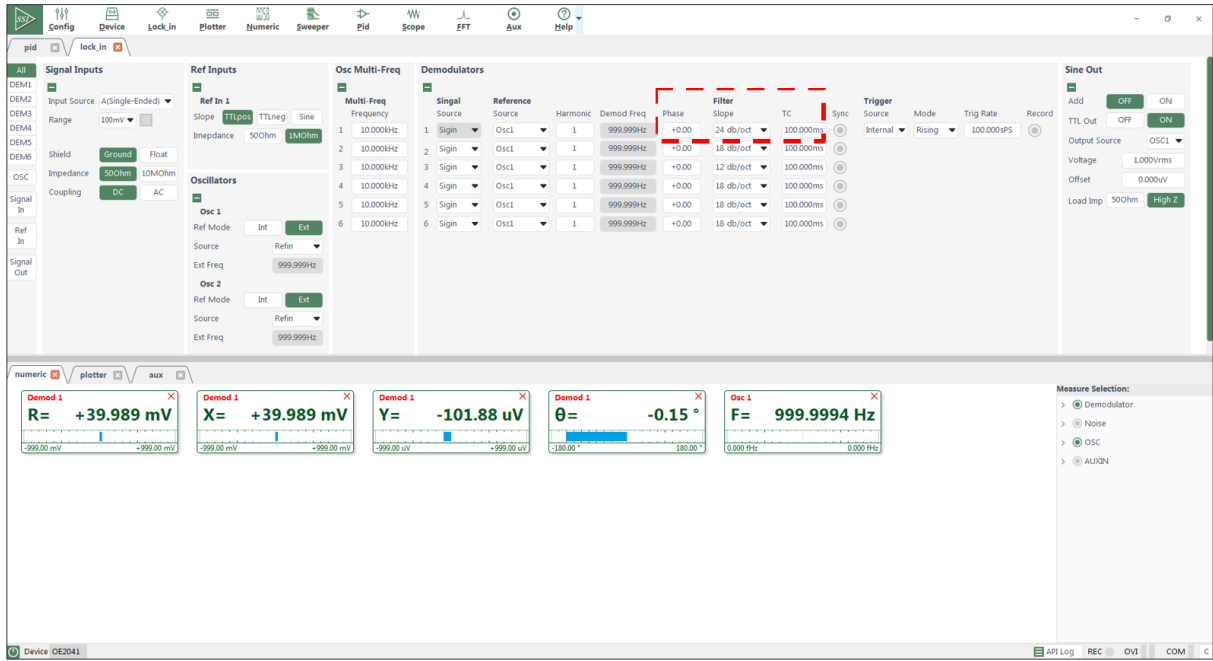 SSI Config Device Lock_in Plotter Numeric Sweeper Pid Scope FFT Aux Help
pid lock_in
All
DEM1
DEM2
DEM3
DEM4
DEM5
DEM6
OSC
Signal
In
Ref
In
Signal
Out
Signal Inputs
Input Source A(Single-Ended)
Range 100mV
Shield Ground Float
Impedance 50Ohm 10MOhm
Coupling DC AC
Ref Inputs
Ref In 1
Slope TTLpos TTLneg Sine
Imepdance 50Ohm 1MOhm
Oscillators
Osc 1
Ref Mode Int Ext
Source Refin
Ext Freq 999.999Hz
Osc 2
Ref Mode Int Ext
Source Refin
Ext Freq 999.999Hz
Osc Multi-Freq
Multi-Freq
Frequency
1 10.000kHz
2 10.000kHz
3 10.000kHz
4 10.000kHz
5 10.000kHz
6 10.000kHz
Demodulators
Singal Reference Filter Trigger
Source Source Harmonic Demod Freq Phase Slope TC Sync Source Mode Trig Rate Record
1 Sigin Osc1 1 999.999Hz +0.00 24 db/oct 100.000ms Internal Rising 100.000sPS
2 Sigin Osc1 1 999.999Hz +0.00 18 db/oct 100.000ms
3 Sigin Osc1 1 999.999Hz +0.00 12 db/oct 100.000ms
4 Sigin Osc1 1 999.999Hz +0.00 18 db/oct 100.000ms
5 Sigin Osc1 1 999.999Hz +0.00 18 db/oct 100.000ms
6 Sigin Osc1 1 999.999Hz +0.00 18 db/oct 100.000ms
Sine Out
Add OFF ON
TTL Out OFF ON
Output Source OSC1
Voltage 1.000Vrms
Offset 0.000uV
Load Imp 50Ohm High Z
numeric plotter aux
Demod 1
R= +39.989 mV
-999.00 mV +999.00 mV
Demod 1
X= +39.989 mV
-999.00 mV +999.00 mV
Demod 1
Y= -101.88 uV
-999.00 uV +999.00 uV
Demod 1
θ= -0.15 °
-180.00 ° 180.00 °
Osc 1
F= 999.9994 Hz
0.000 fHz 0.000 fHz
Measure Selection:
> Demodulator
> Noise
> OSC
> AUXIN
Device OE2041 API Log REC OVI COM C